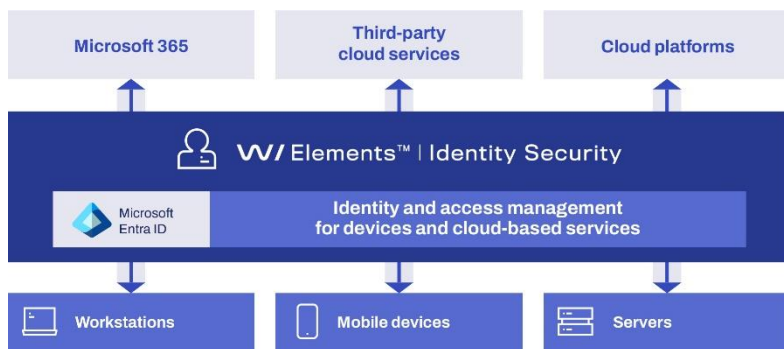 Microsoft 365
Third-party
cloud services
Cloud platforms
W/ Elements™ | Identity Security
Microsoft
Entra ID
Identity and access management
for devices and cloud-based services
Workstations
Mobile devices
Servers